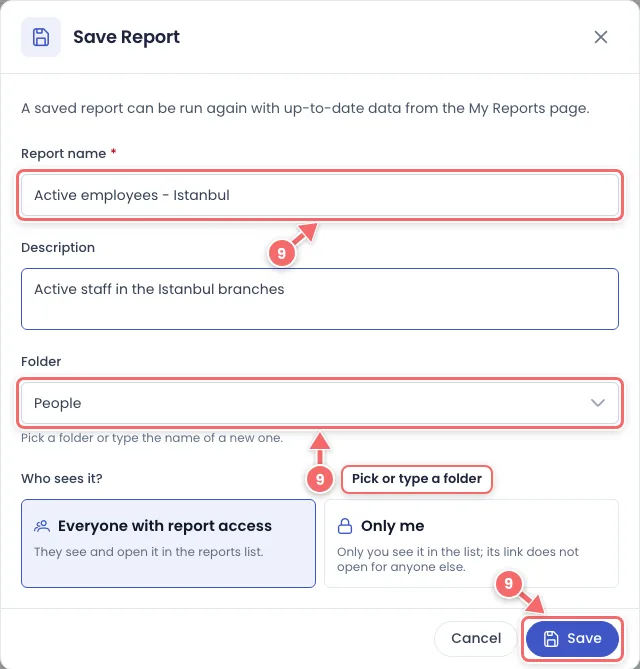 Save Report
A saved report can be run again with up-to-date data from the My Reports page.
Report name *
Active employees - Istanbul
9
Description
Active staff in the Istanbul branches
Folder
People
Pick a folder or type the name of a new one.
9
Pick or type a folder
Who sees it?
Everyone with report access
They see and open it in the reports list.
Only me
Only you see it in the list; its link does not
open for anyone else.
9
Cancel
Save